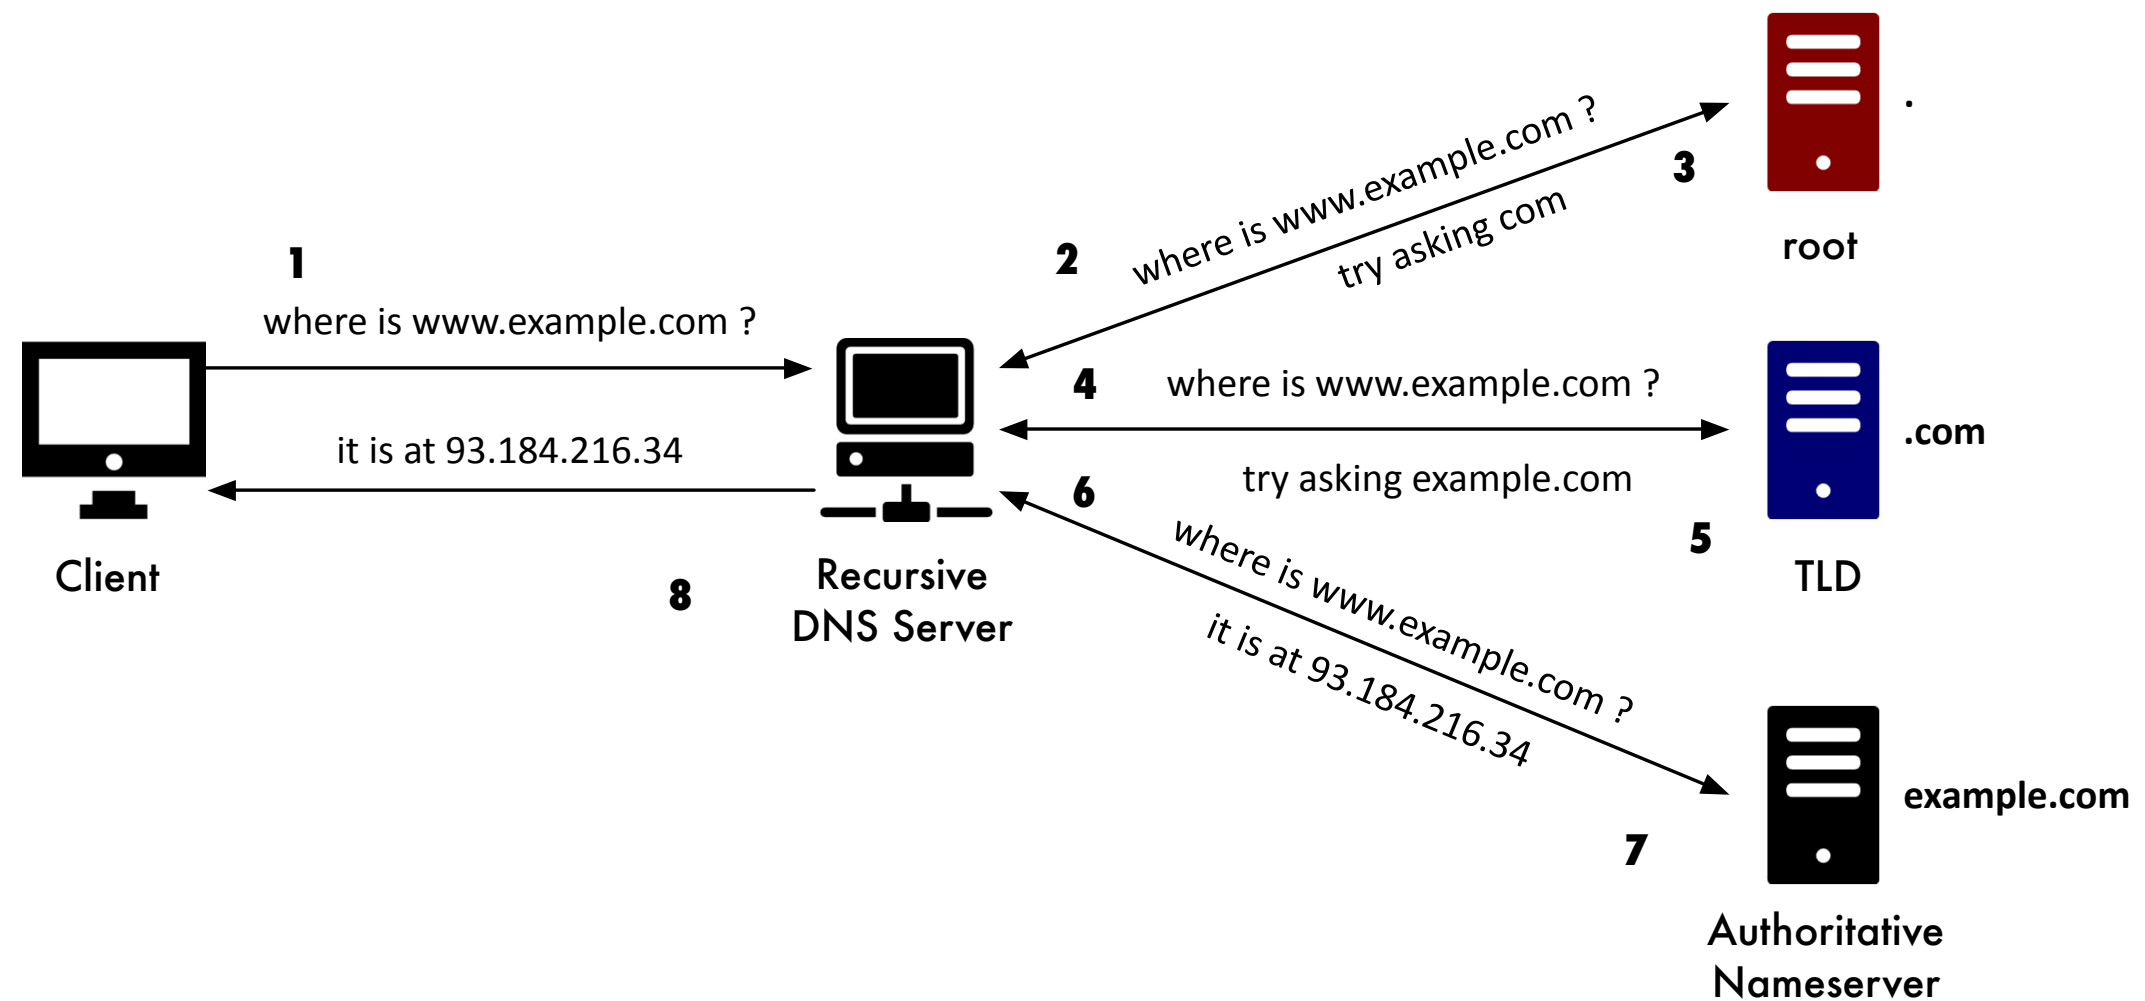 1
where is www.example.com ?
it is at 93.184.216.34
Client
8
Recursive
DNS Server
2
where is www.example.com ?
try asking com
3
.
root
4
where is www.example.com ?
try asking example.com
5
.com
TLD
6
where is www.example.com ?
it is at 93.184.216.34
7
example.com
Authoritative
Nameserver